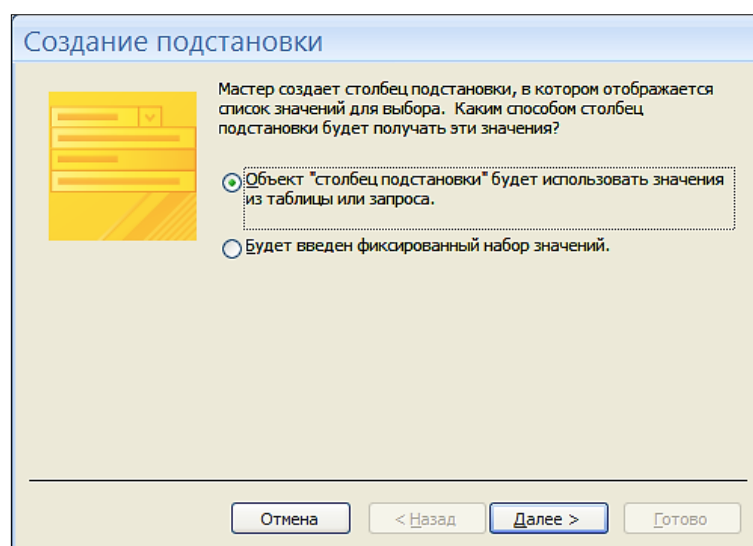 Создание подстановки
Мастер создает столбец подстановки, в котором отображается
список значений для выбора. Каким способом столбец
подстановки будет получать эти значения?
Объект "столбец подстановки" будет использовать значения
из таблицы или запроса.
Будет введен фиксированный набор значений.
Отмена
< Назад
Далее >
Готово